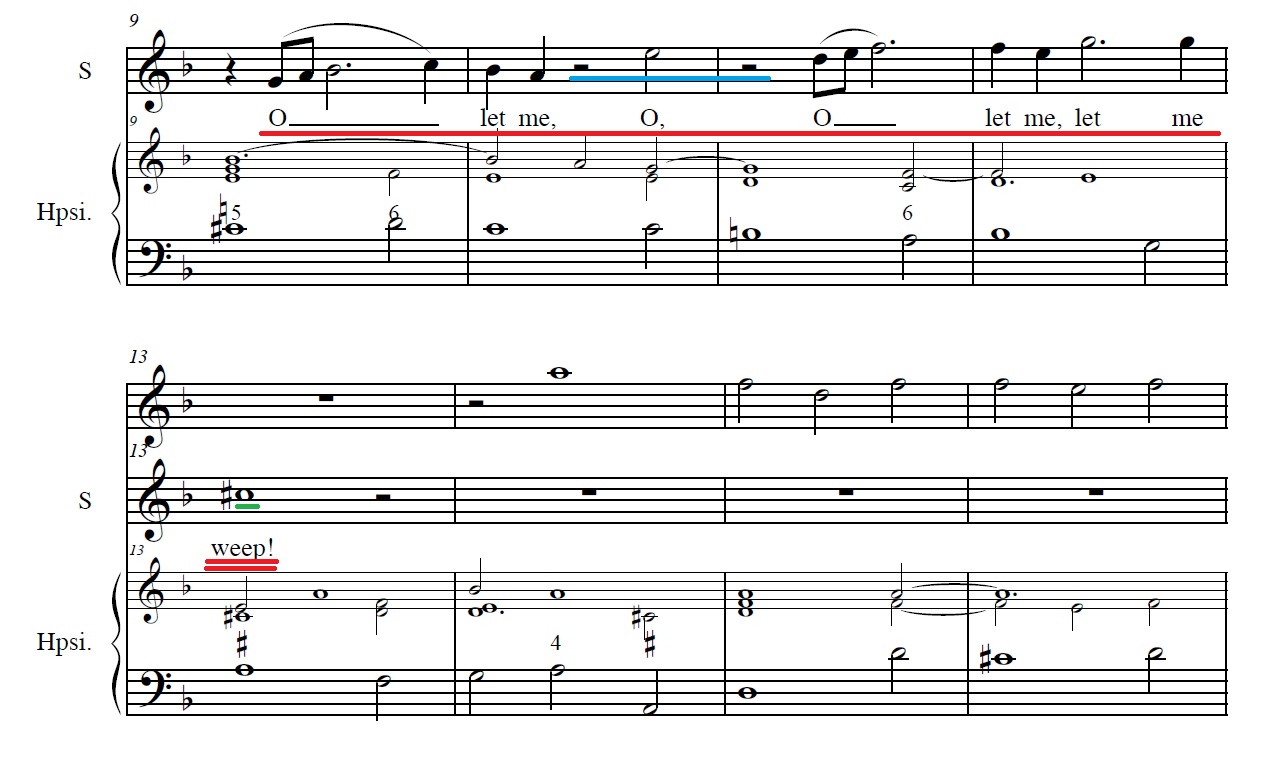 9
S
O let me, O, O let me, let me
9
Hpsi.
5 6 6
13
13
S
weep!
13
Hpsi.
4